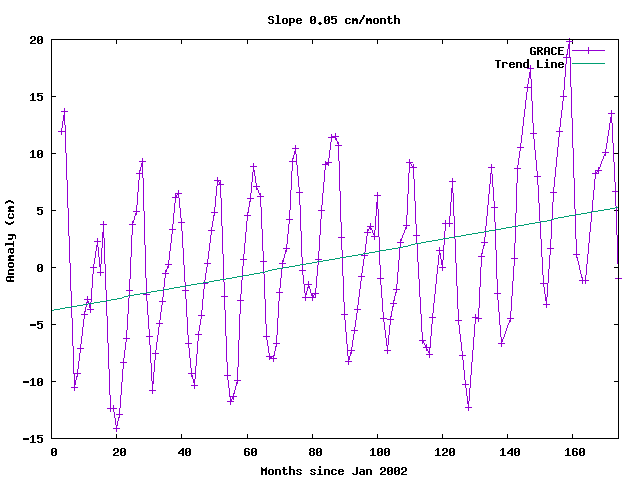 Slope 0.05 cm/month
GRACE
Trend Line
20
15
10
5
0
-5
-10
-15
Anomaly (cm)
0 20 40 60 80 100 120 140 160
Months since Jan 2002